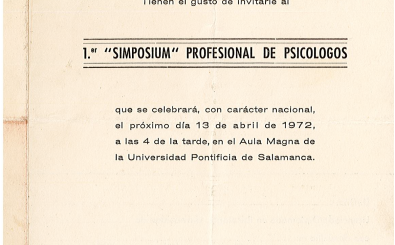 Tienen el gusto de invitarle al
1.er "SIMPOSIUM" PROFESIONAL DE PSICOLOGOS
que se celebrará, con carácter nacional,
el próximo día 13 de abril de 1972,
a las 4 de la tarde, en el Aula Magna de
la Universidad Pontificia de Salamanca.